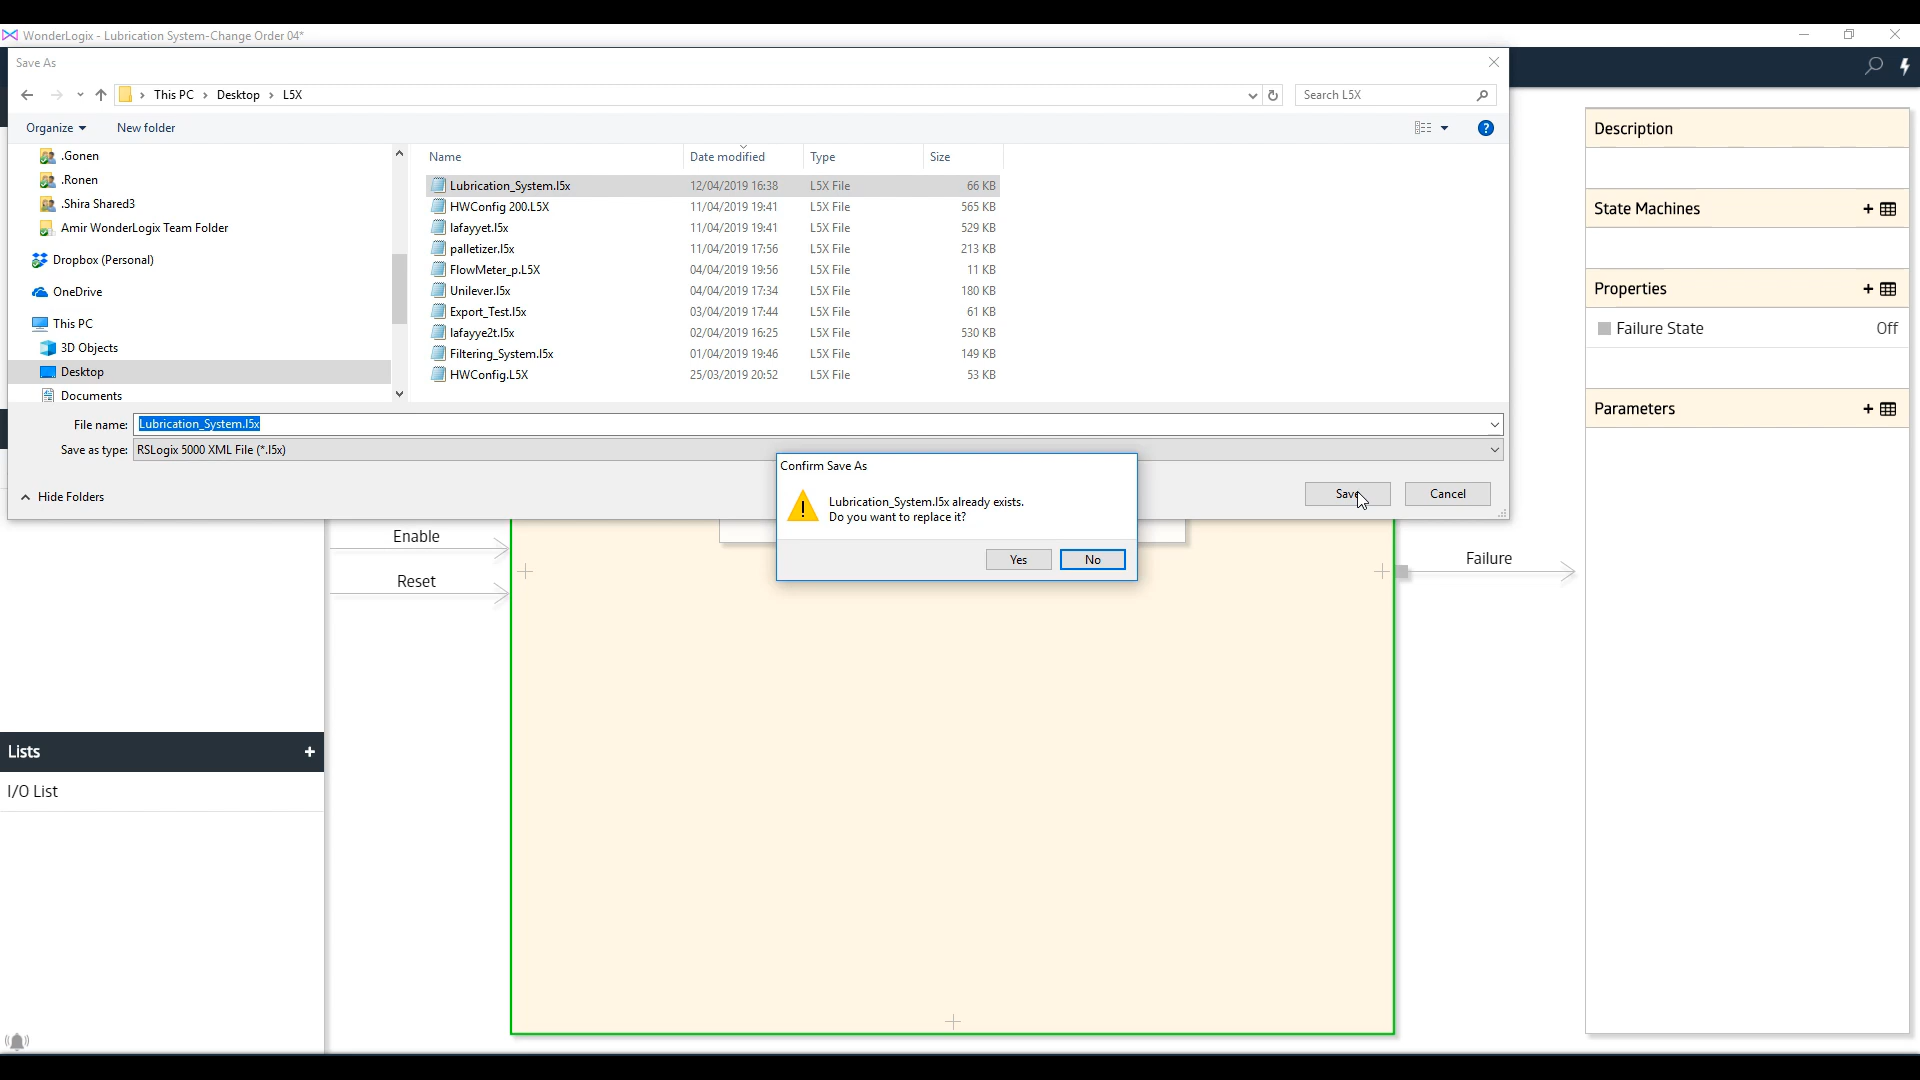 WonderLogix - Lubrication System-Change Order 04*
Save As
This PC > Desktop > L5X
Search L5X
Organize
New folder
.Gonen
.Ronen
.Shira Shared3
Amir WonderLogix Team Folder
Dropbox (Personal)
OneDrive
This PC
3D Objects
Desktop
Documents
Name Date modified Type Size
Lubrication_System.l5x 12/04/2019 16:38 L5X File 66 KB
HWConfig 200.L5X 11/04/2019 19:41 L5X File 565 KB
lafayyet.l5x 11/04/2019 19:41 L5X File 529 KB
palletizer.l5x 11/04/2019 17:56 L5X File 213 KB
FlowMeter_p.L5X 04/04/2019 19:56 L5X File 11 KB
Unilever.l5x 04/04/2019 17:34 L5X File 180 KB
Export_Test.l5x 03/04/2019 17:44 L5X File 61 KB
lafayye2t.l5x 02/04/2019 16:25 L5X File 530 KB
Filtering_System.l5x 01/04/2019 19:46 L5X File 149 KB
HWConfig.L5X 25/03/2019 20:52 L5X File 53 KB
File name: Lubrication_System.l5x
Save as type: RSLogix 5000 XML File (*.l5x)
Hide Folders
Save
Cancel
Confirm Save As
Lubrication_System.l5x already exists.
Do you want to replace it?
Yes
No
Enable
Reset
Failure
Description
State Machines +
Properties +
Failure State Off
Parameters +
Lists +
I/O List